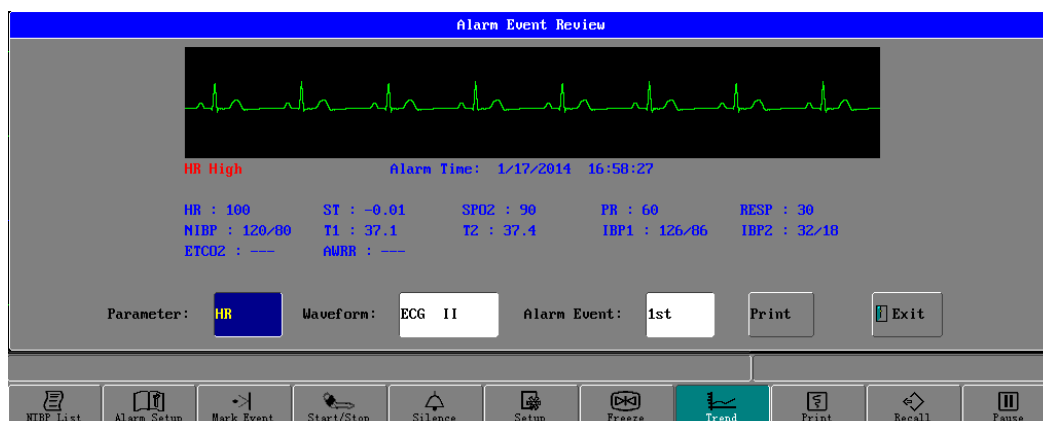 Alarm Event Review
HR High Alarm Time: 1/17/2014 16:58:27
HR : 100 ST : -0.01 SPO2 : 90 PR : 60 RESP : 30
NIBP : 120/80 T1 : 37.1 T2 : 37.4 IBP1 : 126/86 IBP2 : 32/18
ETCO2 : --- AWRR : ---
Parameter: HR Waveform: ECG II Alarm Event: 1st Print Exit
NIBP List Alarm Setup Mark Event Start/Stop Silence Setup Freeze Trend Print Recall Pause